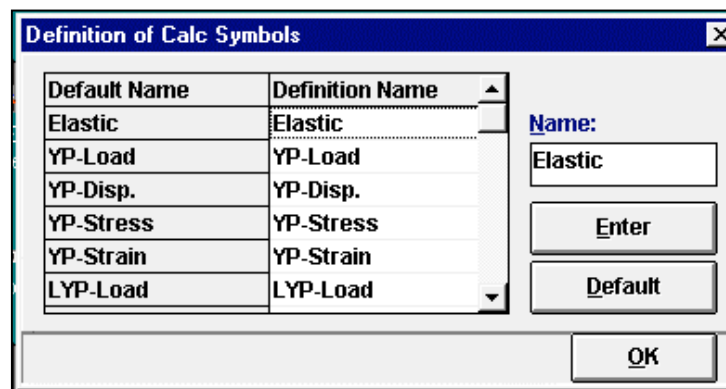 Definition of Calc Symbols
Default Name Definition Name
Elastic Elastic
YP-Load YP-Load
YP-Disp. YP-Disp.
YP-Stress YP-Stress
YP-Strain YP-Strain
LYP-Load LYP-Load
Name:
Elastic
Enter
Default
OK